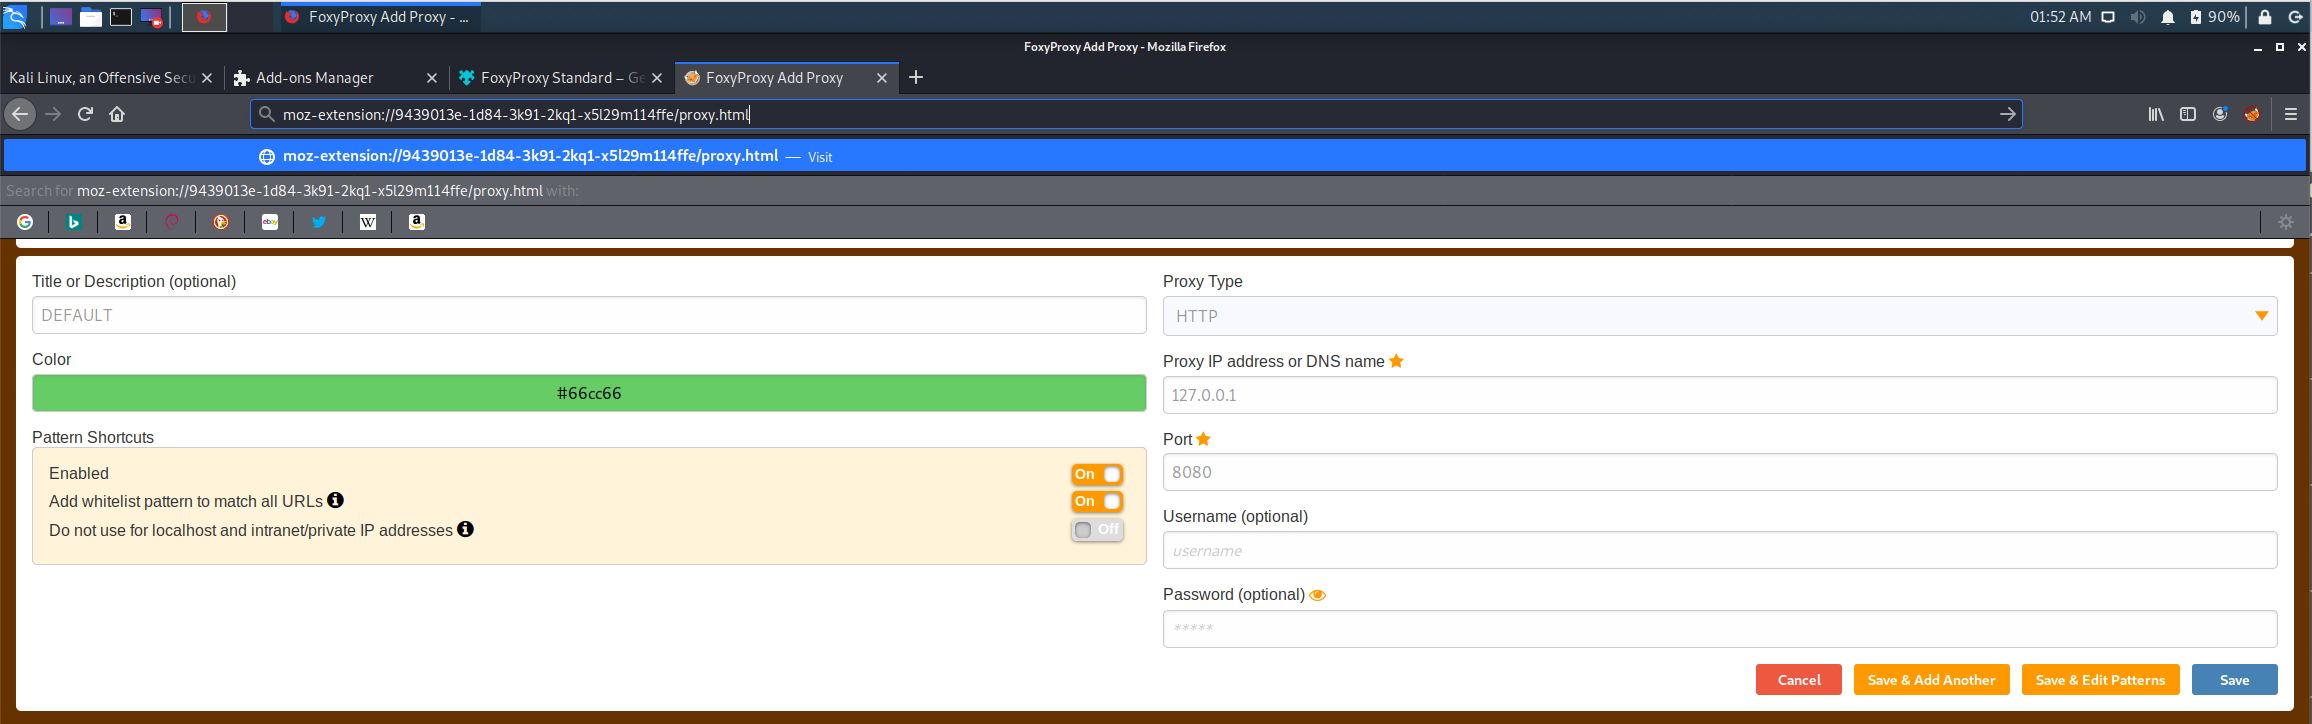 FoxyProxy Add Proxy - ...
01:52 AM
90%
FoxyProxy Add Proxy - Mozilla Firefox
Kali Linux, an Offensive Secu
Add-ons Manager
FoxyProxy Standard – Ge
FoxyProxy Add Proxy
moz-extension://9439013e-1d84-3k91-2kq1-x5l29m114ffe/proxy.html
moz-extension://9439013e-1d84-3k91-2kq1-x5l29m114ffe/proxy.html — Visit
Search for moz-extension://9439013e-1d84-3k91-2kq1-x5l29m114ffe/proxy.html with:
G b a ebay W a
Title or Description (optional)
DEFAULT
Color
#66cc66
Pattern Shortcuts
Enabled On
Add whitelist pattern to match all URLs On
Do not use for localhost and intranet/private IP addresses Off
Proxy Type
HTTP
Proxy IP address or DNS name
127.0.0.1
Port
8080
Username (optional)
username
Password (optional)
*****
Cancel
Save & Add Another
Save & Edit Patterns
Save